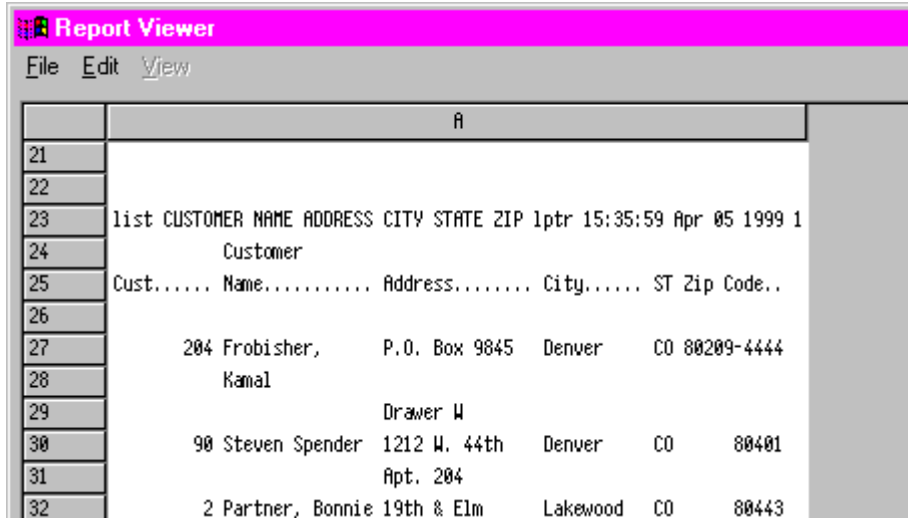 Report Viewer
File Edit View
A
21
22
23 list CUSTOMER NAME ADDRESS CITY STATE ZIP lptr 15:35:59 Apr 05 1999 1
24 Customer
25 Cust...... Name........... Address........ City...... ST Zip Code..
26
27 204 Frobisher, P.O. Box 9845 Denver CO 80209-4444
28 Kamal
29 Drawer W
30 90 Steven Spender 1212 W. 44th Denver CO 80401
31 Apt. 204
32 2 Partner, Bonnie 19th & Elm Lakewood CO 80443